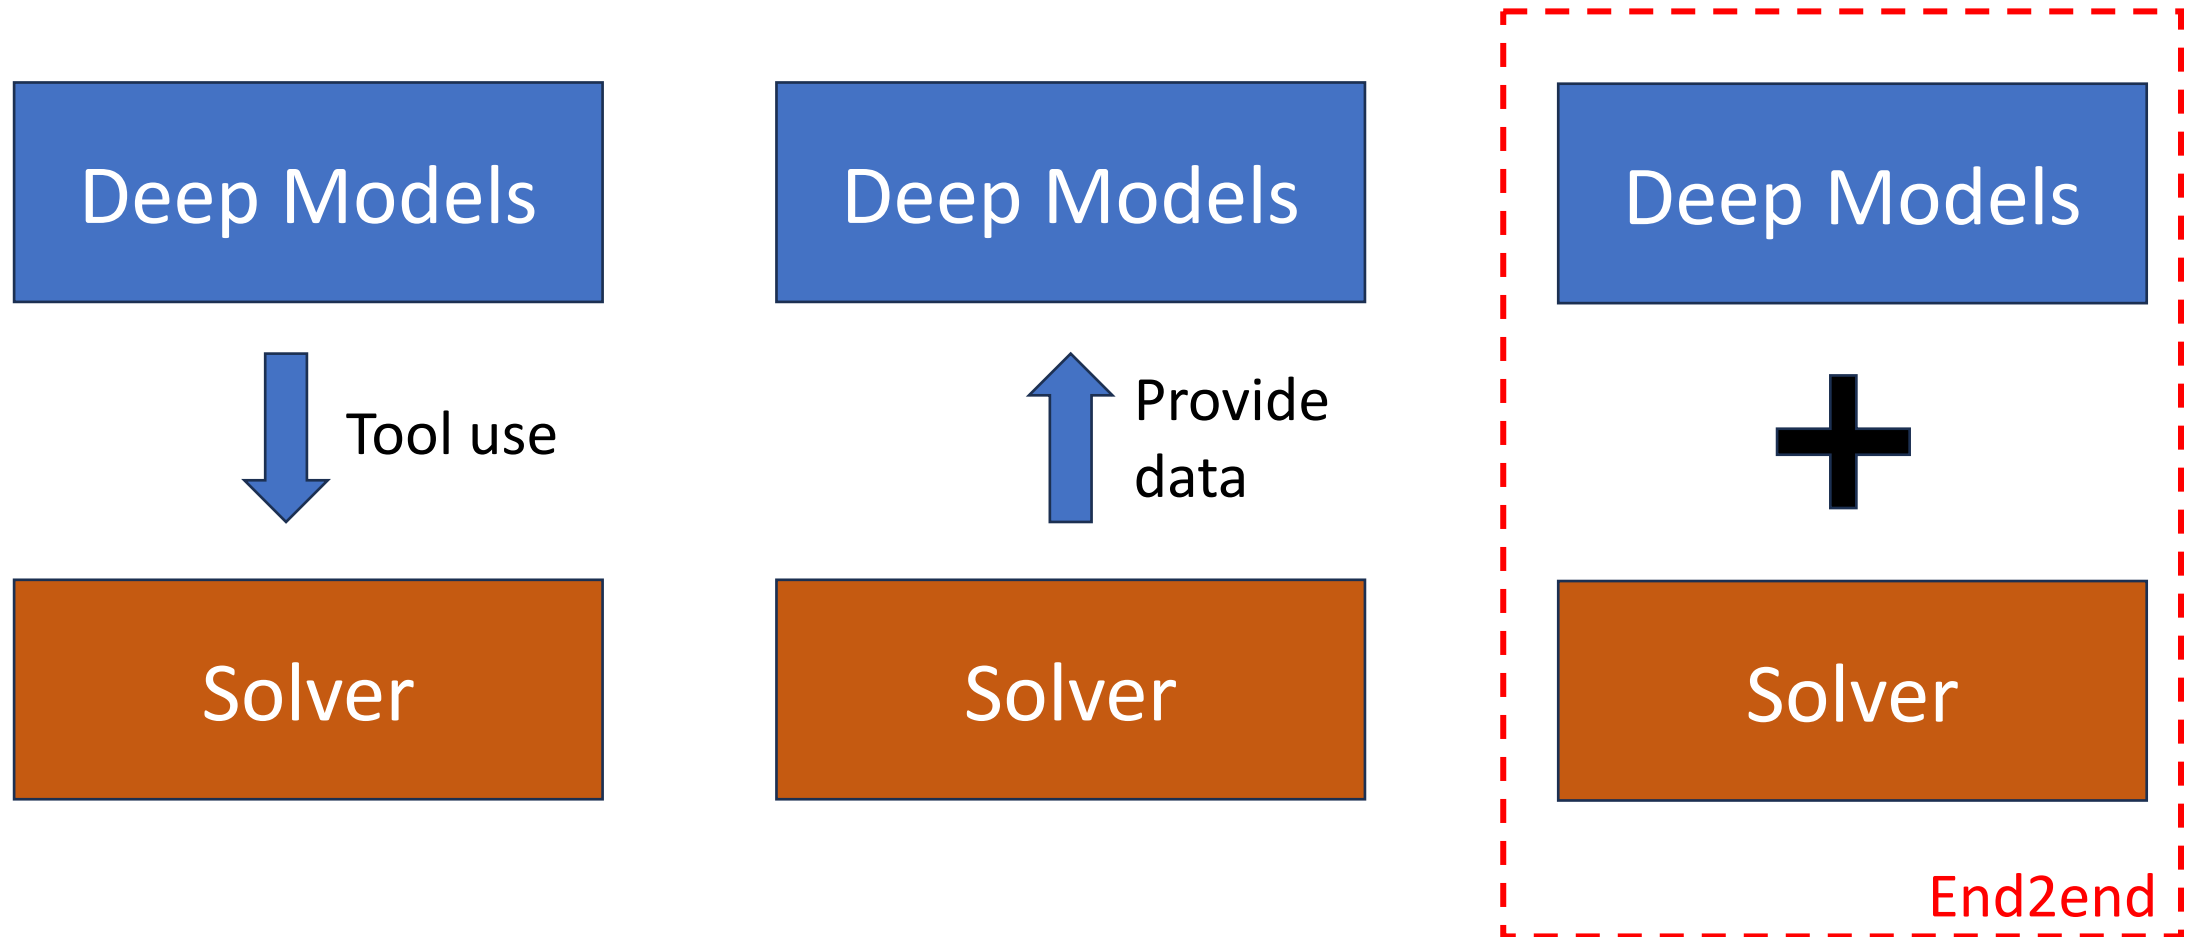 Deep Models
Tool use
Solver
Deep Models
Provide
data
Solver
Deep Models
Solver
End2end